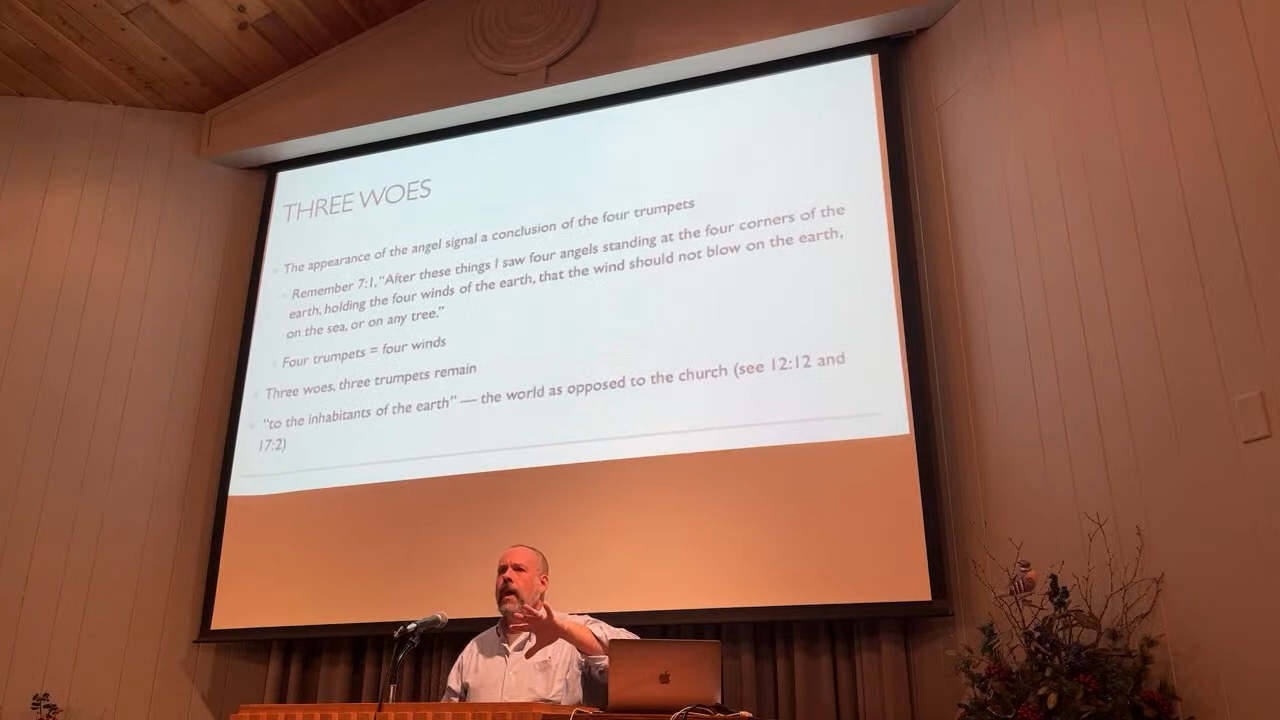 THREE WOES
The appearance of the angel signal a conclusion of the four trumpets
Remember 7:1, “After these things I saw four angels standing at the four corners of the
earth, holding the four winds of the earth, that the wind should not blow on the earth,
on the sea, or on any tree.”
Four trumpets = four winds
Three woes, three trumpets remain
“to the inhabitants of the earth” — the world as opposed to the church (see 12:12 and
17:2)